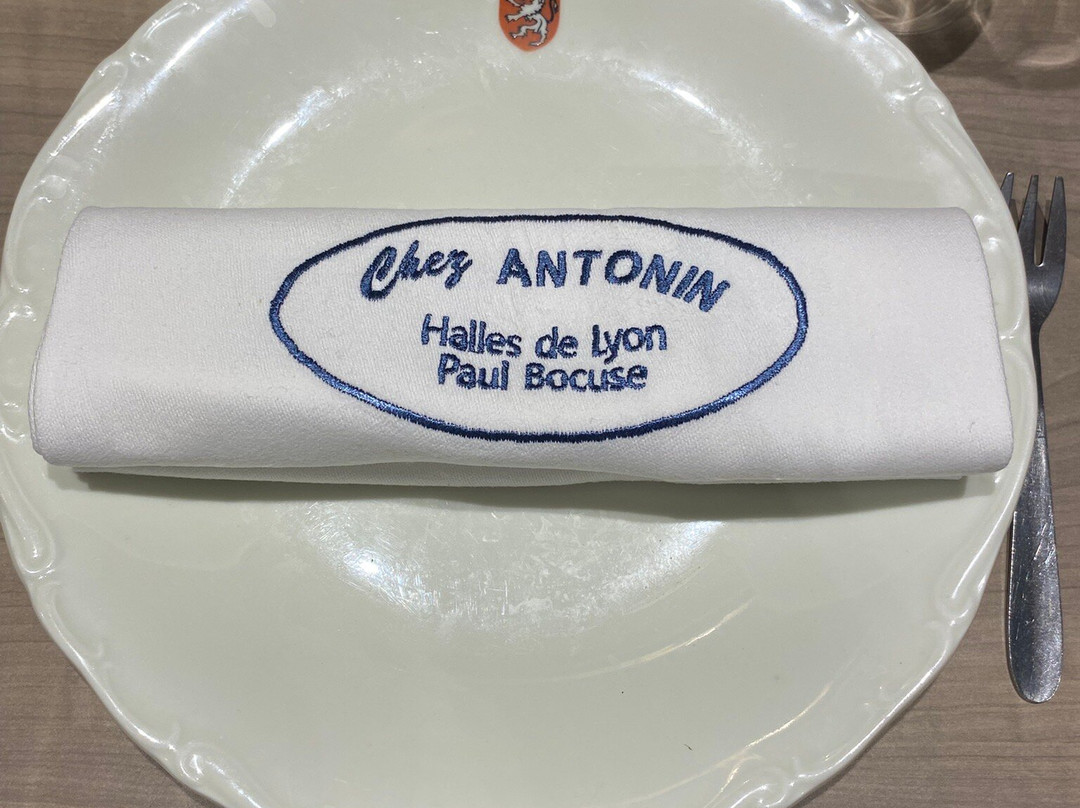 Chez ANTONIN
Halles de Lyon
Paul Bocuse